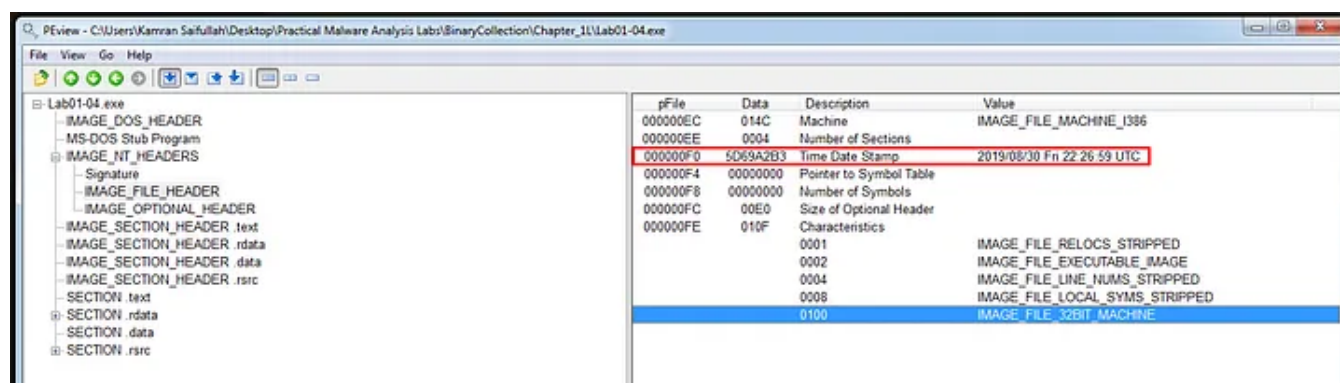 PEview - C:\Users\Kamran Saifullah\Desktop\Practical Malware Analysis Labs\BinaryCollection\Chapter_1L\Lab01-04.exe
File View Go Help
Lab01-04.exe
IMAGE_DOS_HEADER
MS-DOS Stub Program
IMAGE_NT_HEADERS
Signature
IMAGE_FILE_HEADER
IMAGE_OPTIONAL_HEADER
IMAGE_SECTION_HEADER .text
IMAGE_SECTION_HEADER .rdata
IMAGE_SECTION_HEADER .data
IMAGE_SECTION_HEADER .rsrc
SECTION .text
SECTION .rdata
SECTION .data
SECTION .rsrc
pFile Data Description Value
000000EC 014C Machine IMAGE_FILE_MACHINE_I386
000000EE 0004 Number of Sections
000000F0 5D69A2B3 Time Date Stamp 2019/08/30 Fri 22:26:59 UTC
000000F4 00000000 Pointer to Symbol Table
000000F8 00000000 Number of Symbols
000000FC 00E0 Size of Optional Header
000000FE 010F Characteristics
0001 IMAGE_FILE_RELOCS_STRIPPED
0002 IMAGE_FILE_EXECUTABLE_IMAGE
0004 IMAGE_FILE_LINE_NUMS_STRIPPED
0008 IMAGE_FILE_LOCAL_SYMS_STRIPPED
0100 IMAGE_FILE_32BIT_MACHINE